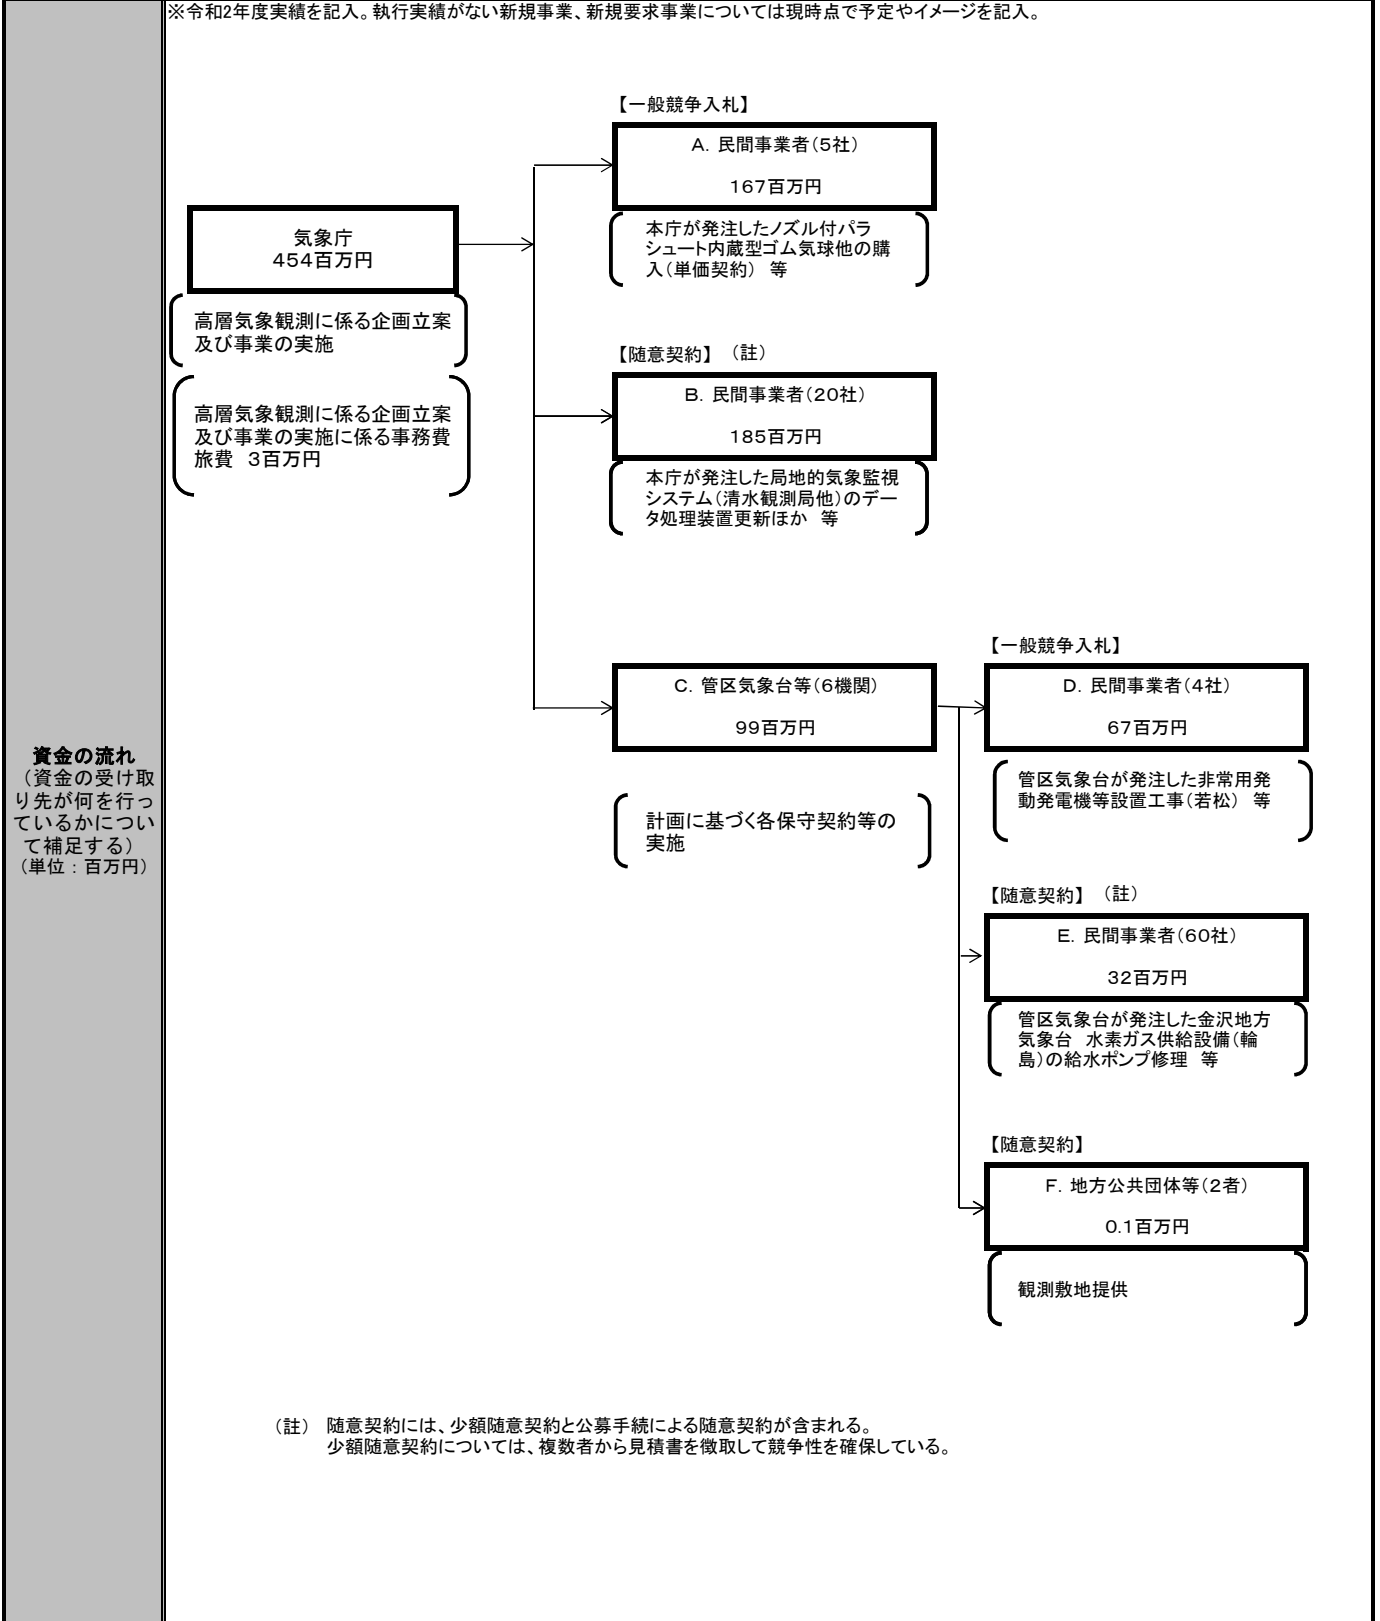 ※令和2年度実績を記入。執行実績がない新規事業、新規要求事業については現時点で予定やイメージを記入。
資金の流れ
（資金の受け取
り先が何を行っ
ているかについ
て補足する）
（単位：百万円）
気象庁
454百万円
高層気象観測に係る企画立案
及び事業の実施
高層気象観測に係る企画立案
及び事業の実施に係る事務費
旅費　3百万円
【一般競争入札】
A．民間事業者（5社）
167百万円
本庁が発注したノズル付パラ
シュート内蔵型ゴム気球他の購
入（単価契約）　等
【随意契約】（註）
B．民間事業者（20社）
185百万円
本庁が発注した局地的気象監視
システム（清水観測局他）のデー
タ処理装置更新ほか　等
C．管区気象台等（6機関）
99百万円
計画に基づく各保守契約等の
実施
【一般競争入札】
D．民間事業者（4社）
67百万円
管区気象台が発注した非常用発
動発電機等設置工事（若松）　等
【随意契約】（註）
E．民間事業者（60社）
32百万円
管区気象台が発注した金沢地方
気象台　水素ガス供給設備（輪
島）の給水ポンプ修理　等
【随意契約】
F．地方公共団体等（2者）
0.1百万円
観測敷地提供
（註）　随意契約には、少額随意契約と公募手続による随意契約が含まれる。
少額随意契約については、複数者から見積書を徴取して競争性を確保している。